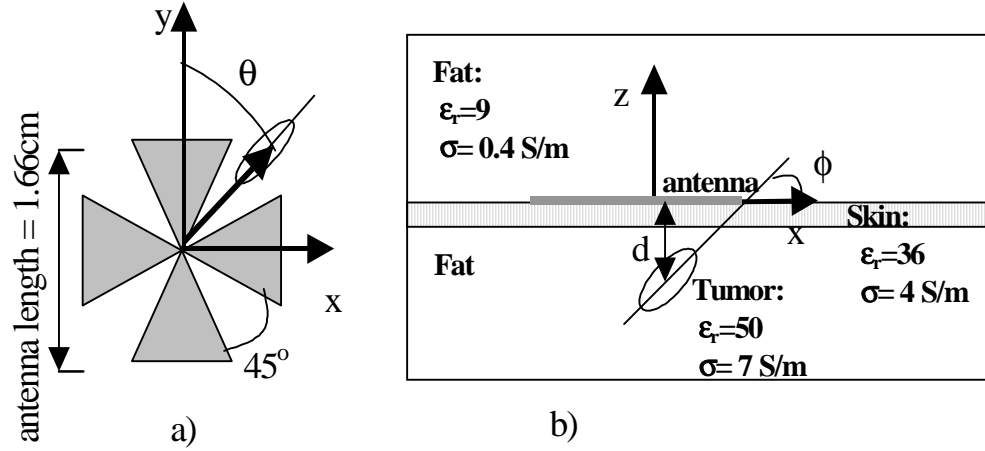 y
θ
x
antenna length = 1.66cm
45°
a)
Fat:
εr=9
σ= 0.4 S/m
z
antenna
ϕ
x
Skin:
εr=36
σ= 4 S/m
Fat
d
Tumor:
εr=50
σ= 7 S/m
b)